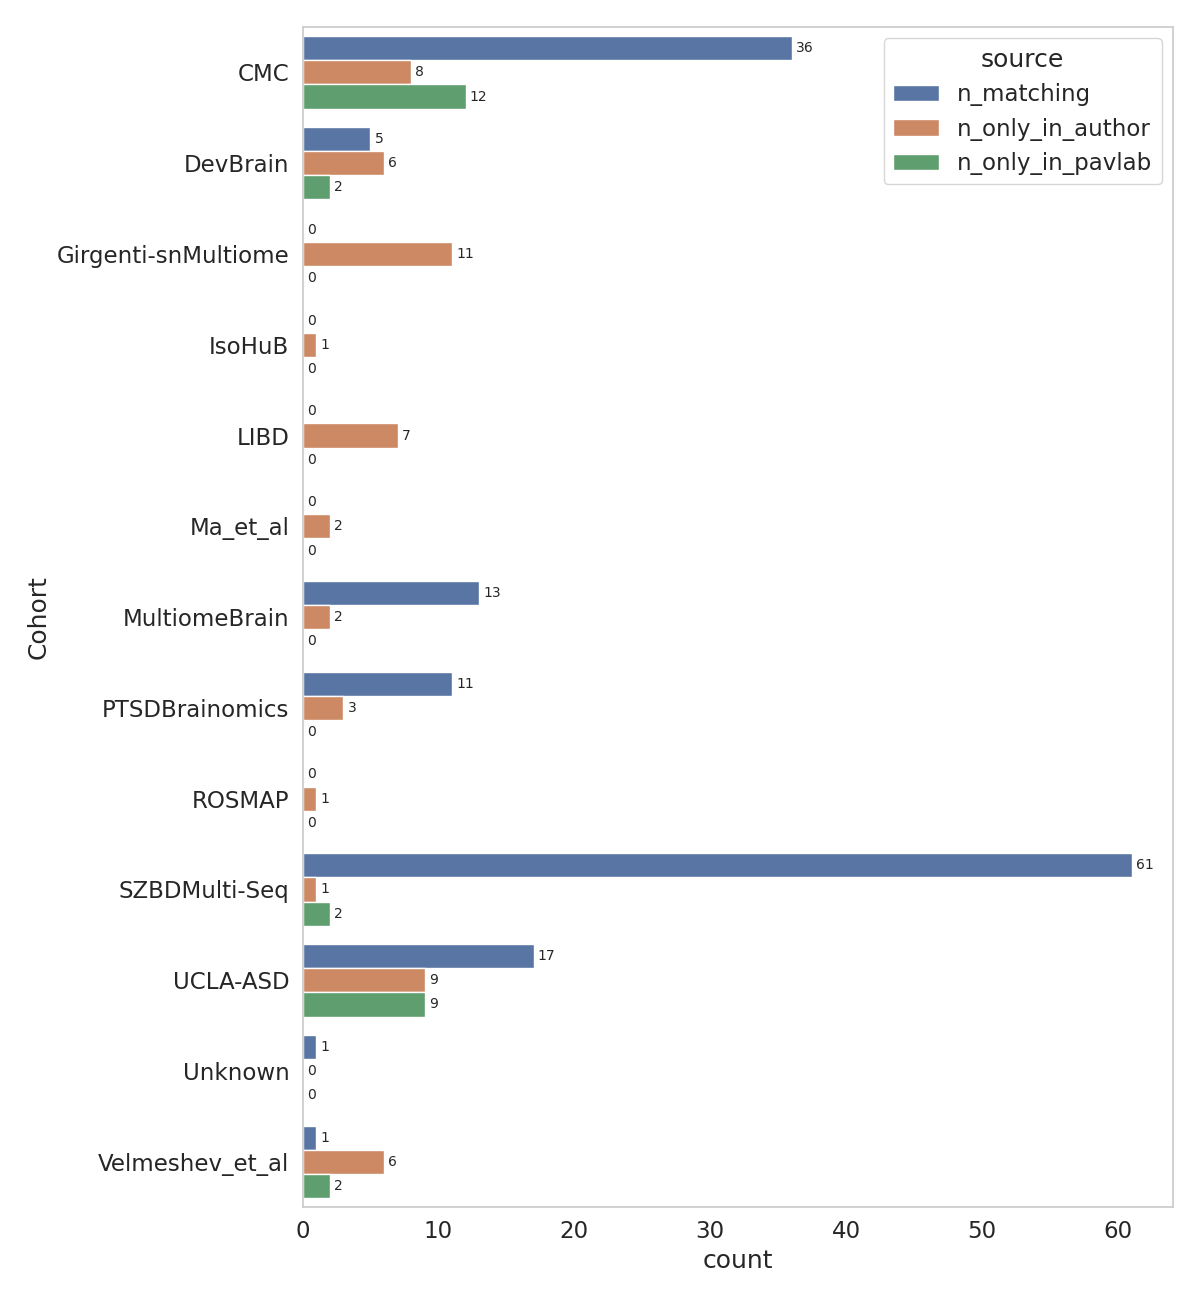 source
n_matching
n_only_in_author
n_only_in_pavlab
CMC
36
8
12
DevBrain
5
6
2
Girgenti-snMultiome
0
11
0
IsoHuB
0
1
0
LIBD
0
7
0
Ma_et_al
0
2
0
MultiomeBrain
13
2
0
PTSDBrainomics
11
3
0
ROSMAP
0
1
0
SZBDMulti-Seq
61
1
2
UCLA-ASD
17
9
9
Unknown
1
0
0
Velmeshev_et_al
1
6
2
Cohort
0 10 20 30 40 50 60
count